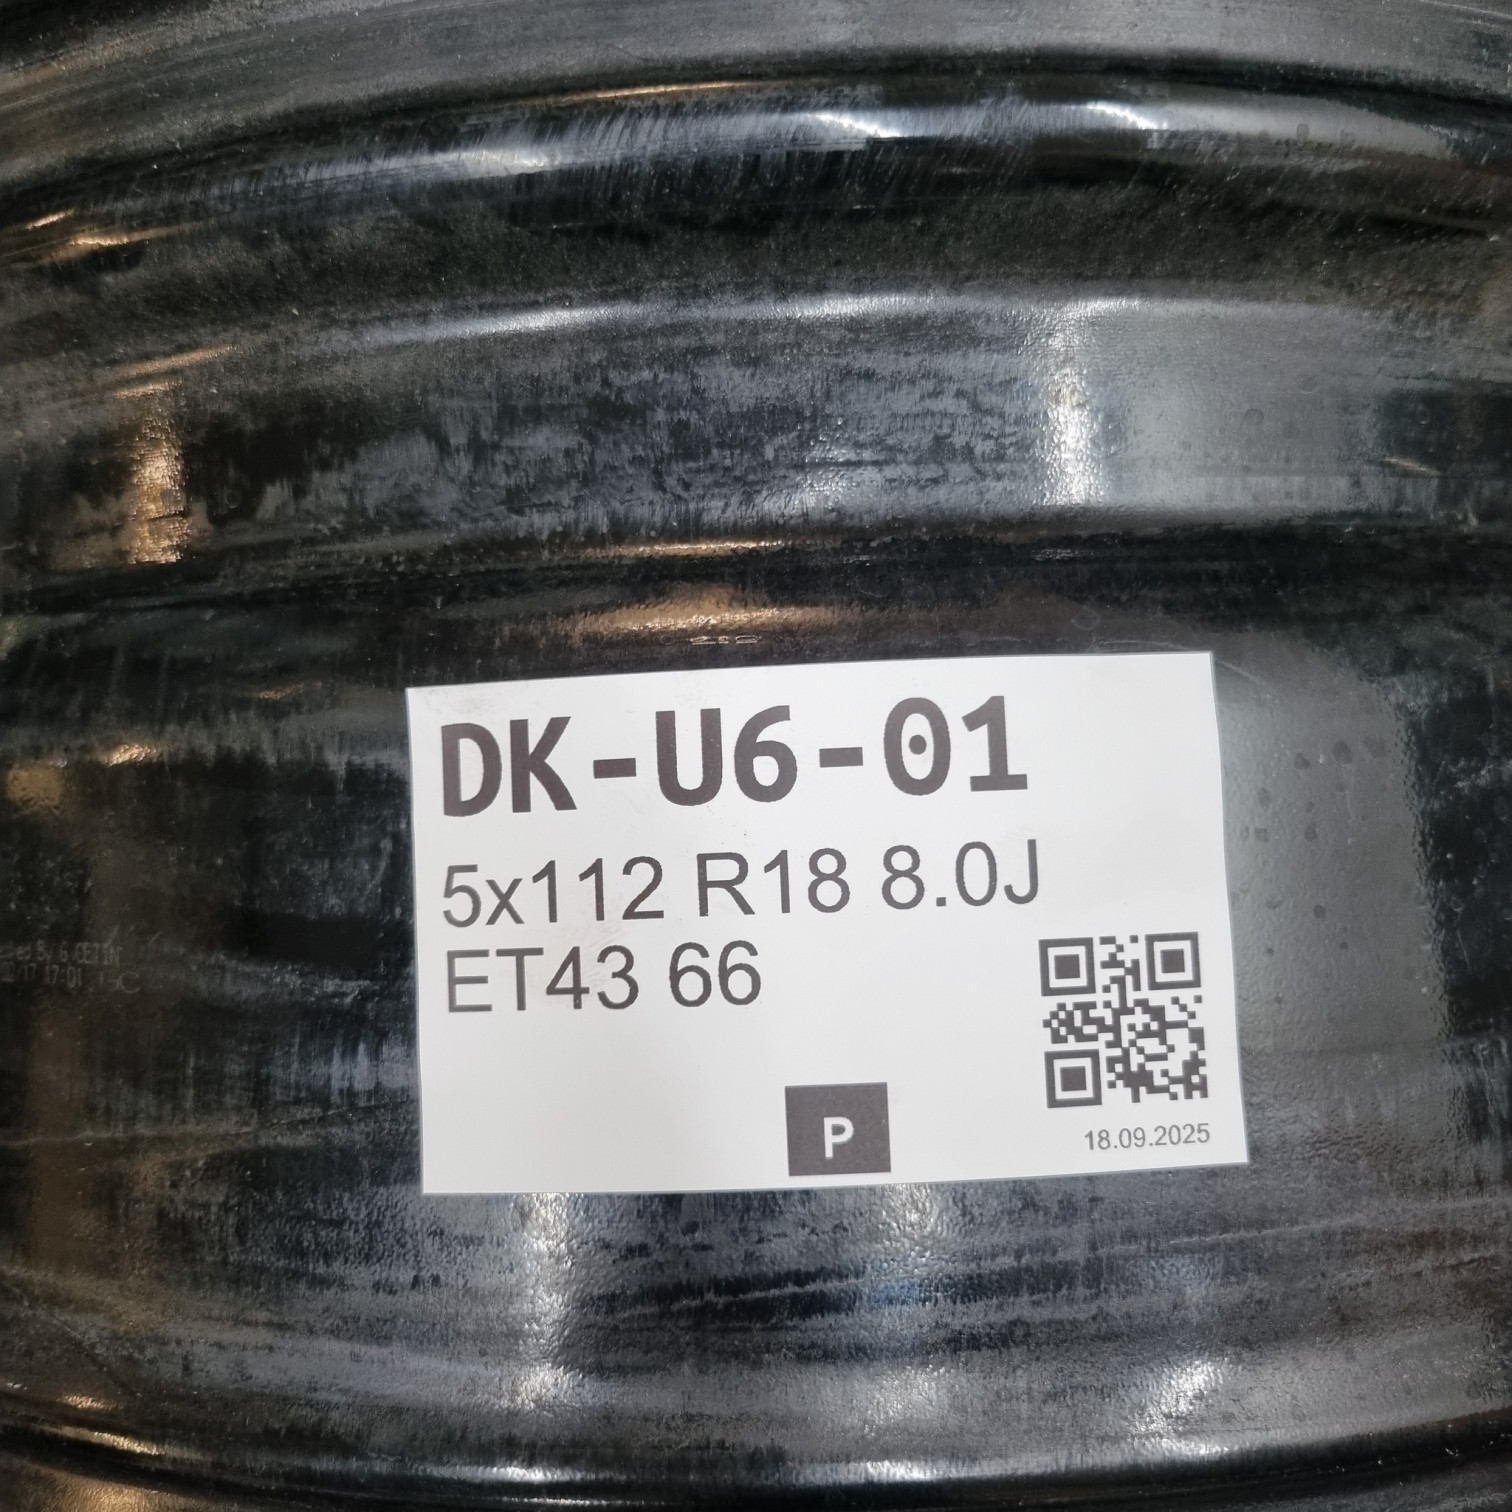 DK-U6-01
5x112 R18 8.0J
ET43 66
P
18.09.2025